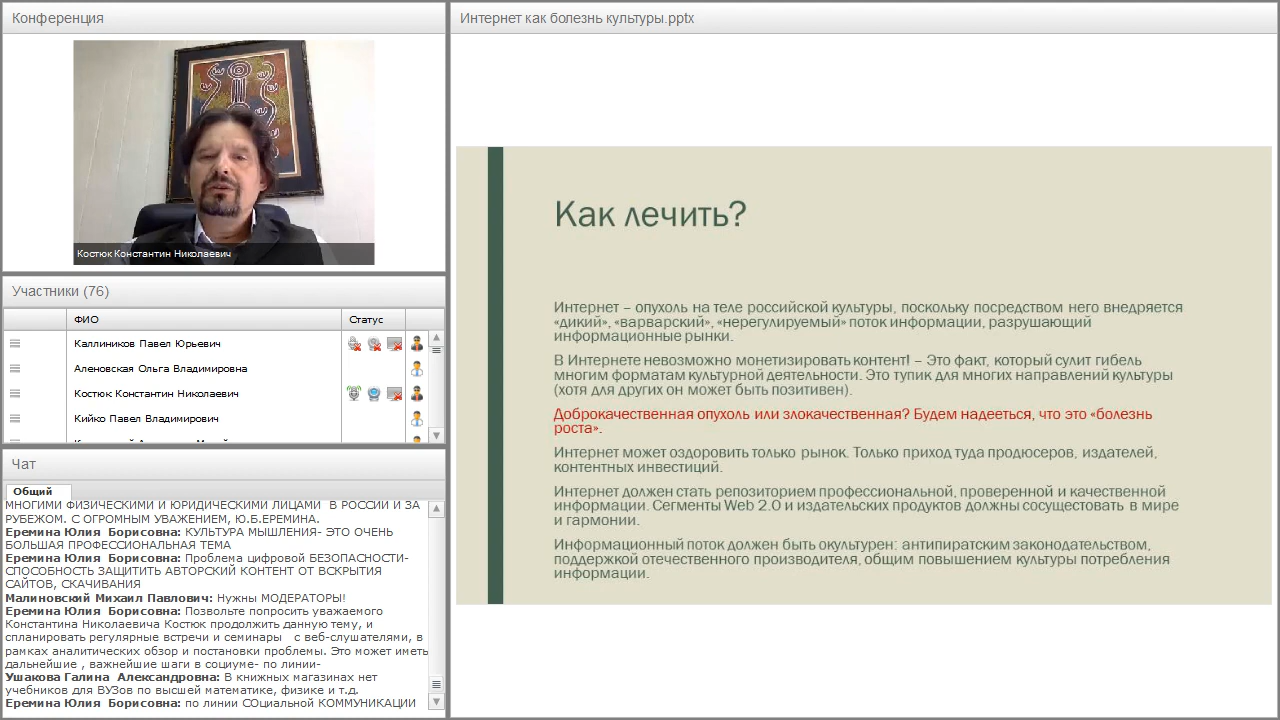 Конференция
Костюк Константин Николаевич
Участники (76)
ФИО
Статус
Каллиников Павел Юрьевич
Аленовская Ольга Владимировна
Костюк Константин Николаевич
Кийко Павел Владимирович
Чат
Общий
МНОГИМИ ФИЗИЧЕСКИМИ И ЮРИДИЧЕСКИМИ ЛИЦАМИ В РОССИИ И ЗА
РУБЕЖОМ. С ОГРОМНЫМ УВАЖЕНИЕМ, Ю.Б.ЕРЕМИНА.
Еремина Юлия Борисовна: КУЛЬТУРА МЫШЛЕНИЯ- ЭТО ОЧЕНЬ
БОЛЬШАЯ ПРОФЕССИОНАЛЬНАЯ ТЕМА
Еремина Юлия Борисовна: Проблема цифровой БЕЗОПАСНОСТИ-
СПОСОБНОСТЬ ЗАЩИТИТЬ АВТОРСКИЙ КОНТЕНТ ОТ ВСКРЫТИЯ
САЙТОВ, СКАЧИВАНИЯ
Малиновский Михаил Павлович: Нужны МОДЕРАТОРЫ!
Еремина Юлия Борисовна: Позвольте попросить уважаемого
Константина Николаевича Костюк продолжить данную тему, и
спланировать регулярные встречи и семинары с веб-слушателями, в
рамках аналитических обзор и постановки проблемы. Это может иметь
дальнейшие , важнейшие шаги в социуме- по линии-
Ушакова Галина Александровна: В книжных магазинах нет
учебников для ВУЗов по высшей математике, физике и т.д.
Еремина Юлия Борисовна: по линии СОциальной КОММУНИКАЦИИ
Интернет как болезнь культуры.pptx
Как лечить?
Интернет – опухоль на теле российской культуры, поскольку посредством него внедряется
«дикий», «варварский», «нерегулируемый» поток информации, разрушающий
информационные рынки.
В Интернете невозможно монетизировать контент! – Это факт, который сулит гибель
многим форматам культурной деятельности. Это тупик для многих направлений культуры
(хотя для других он может быть позитивен).
Доброкачественная опухоль или злокачественная? Будем надееться, что это «болезнь
роста».
Интернет может оздоровить только рынок. Только приход туда продюсеров, издателей,
контентных инвестиций.
Интернет должен стать репозиторием профессиональной, проверенной и качественной
информации. Сегменты Web 2.0 и издательских продуктов должны сосущестовать в мире
и гармонии.
Информационный поток должен быть окультурен: антипиратским законодательством,
поддержкой отечественного производителя, общим повышением культуры потребления
информации.